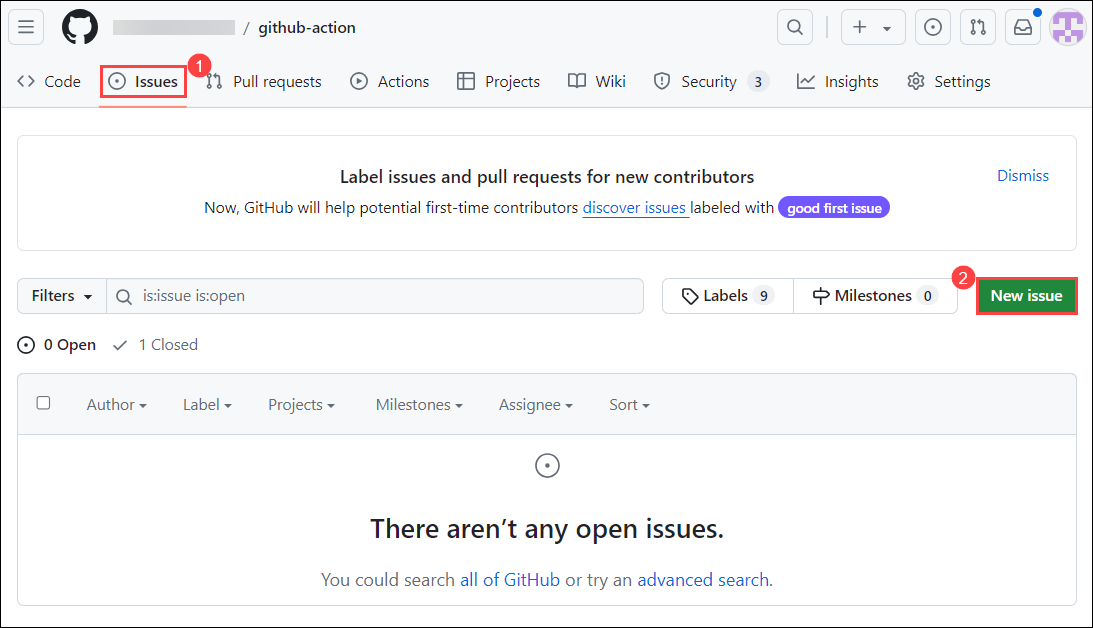 / github-action
Code Issues 1 Pull requests Actions Projects Wiki Security 3 Insights Settings
Label issues and pull requests for new contributors
Dismiss
Now, GitHub will help potential first-time contributors discover issues labeled with good first issue
Filters is:issue is:open Labels 9 Milestones 0 2 New issue
0 Open 1 Closed
Author Label Projects Milestones Assignee Sort
There aren’t any open issues.
You could search all of GitHub or try an advanced search.